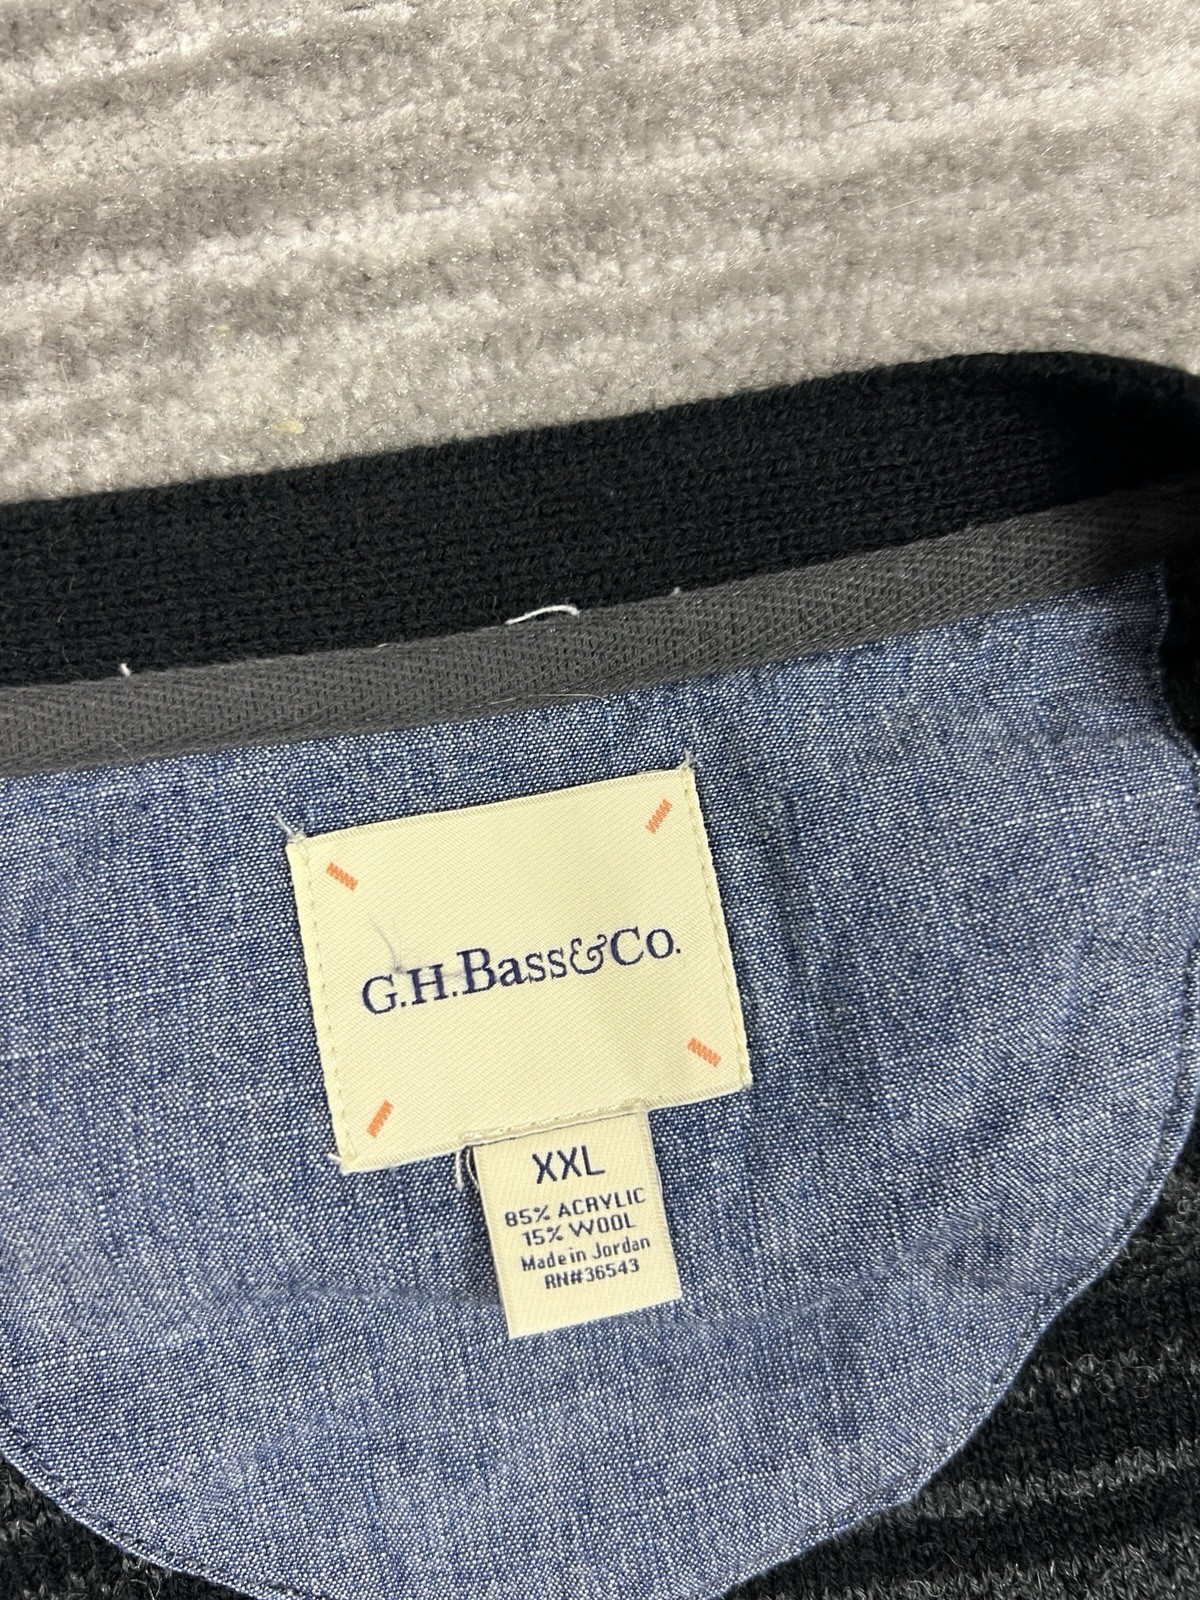 G.H.Bass&Co.
XXL
85% ACRYLIC
15% WOOL
Made in Jordan
RN#36543